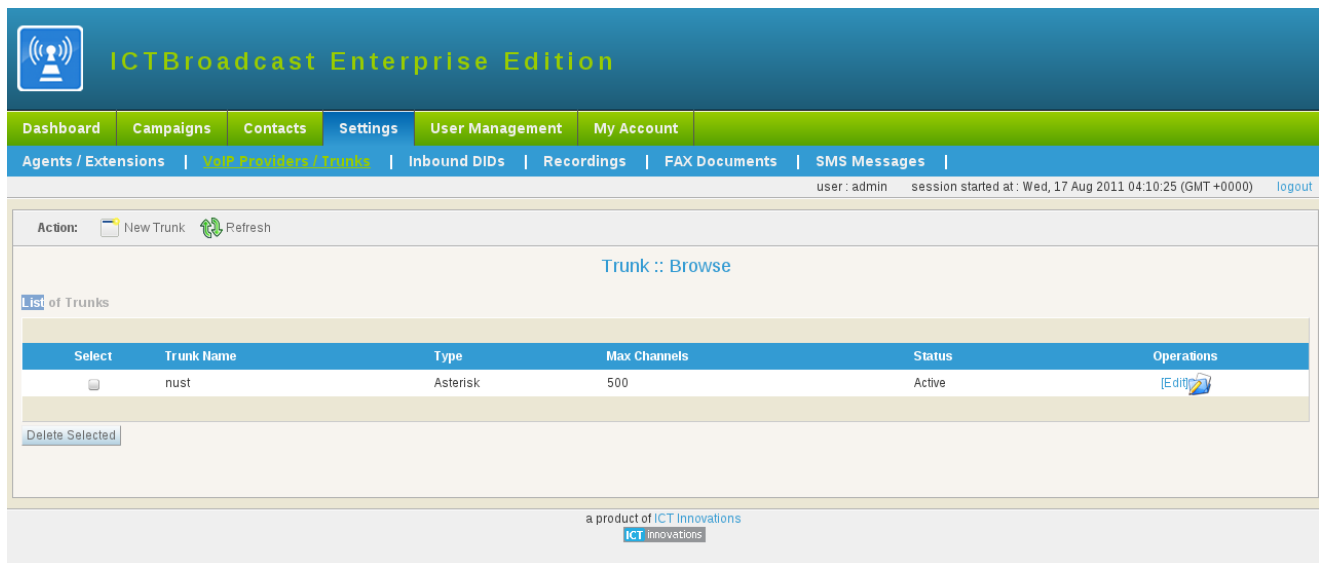 ICTBroadcast Enterprise Edition
Dashboard Campaigns Contacts Settings User Management My Account
Agents / Extensions | VoIP Providers / Trunks | Inbound DIDs | Recordings | FAX Documents | SMS Messages |
user : admin session started at : Wed, 17 Aug 2011 04:10:25 (GMT +0000) logout
Action: New Trunk Refresh
Trunk :: Browse
List of Trunks
Select Trunk Name Type Max Channels Status Operations
nust Asterisk 500 Active [Edit]
Delete Selected
a product of ICT Innovations
ICT innovations